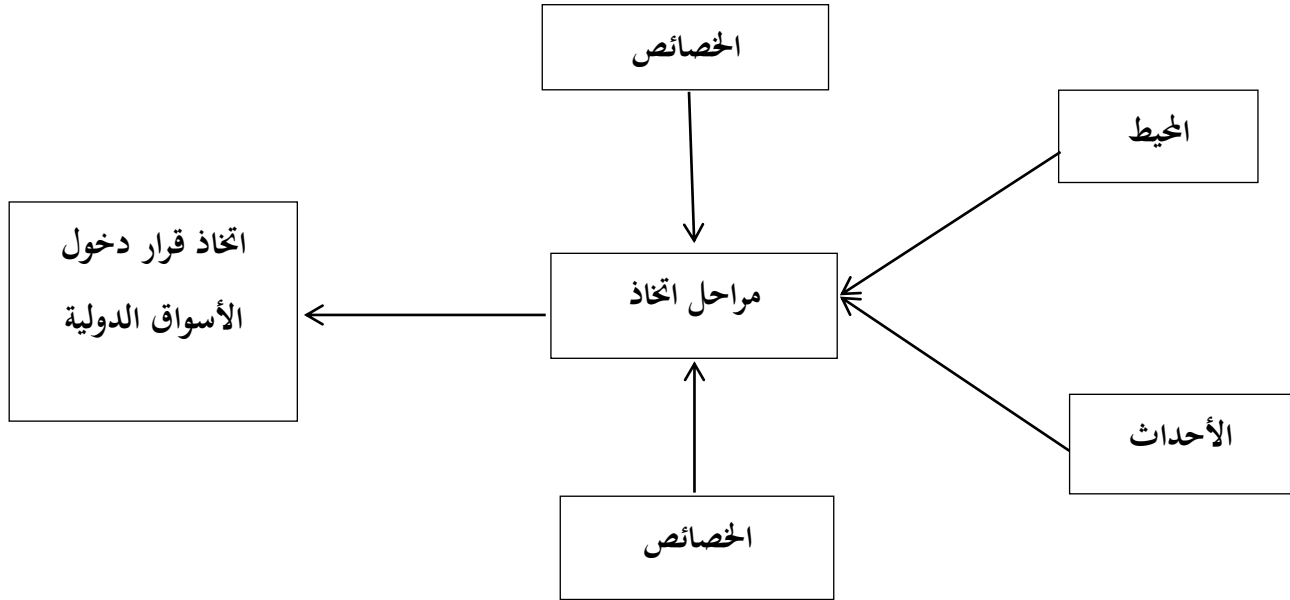 الخصائص
المحيط
اتخاذ قرار دخول
الأسواق الدولية
مراحل اتخاذ
الأحداث
الخصائص